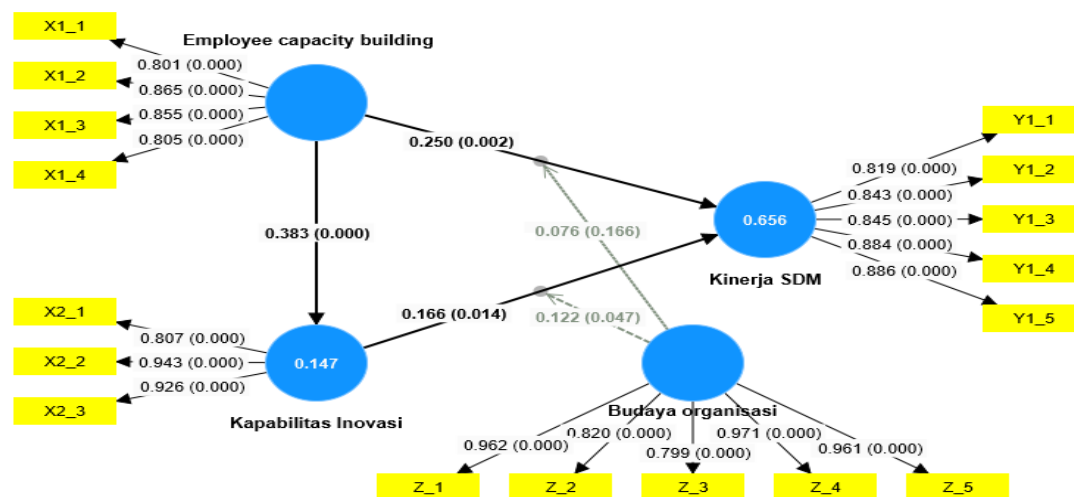 X1_1
Employee capacity building
0.801 (0.000)
X1_2
0.865 (0.000)
X1_3
0.855 (0.000)
0.805 (0.000)
X1_4
0.250 (0.002)
Y1_1
0.819 (0.000)
Y1_2
0.843 (0.000)
0.656
0.845 (0.000)
Y1_3
0.383 (0.000)
0.076 (0.166)
0.884 (0.000)
Y1_4
Kinerja SDM
0.886 (0.000)
Y1_5
X2_1
0.166 (0.014)
0.122 (0.047)
0.807 (0.000)
X2_2
0.943 (0.000)
0.147
0.926 (0.000)
X2_3
Kapabilitas Inovasi
Budaya organisasi
0.962 (0.000)
0.820 (0.000)
0.799 (0.000)
0.971 (0.000)
0.961 (0.000)
Z_1
Z_2
Z_3
Z_4
Z_5